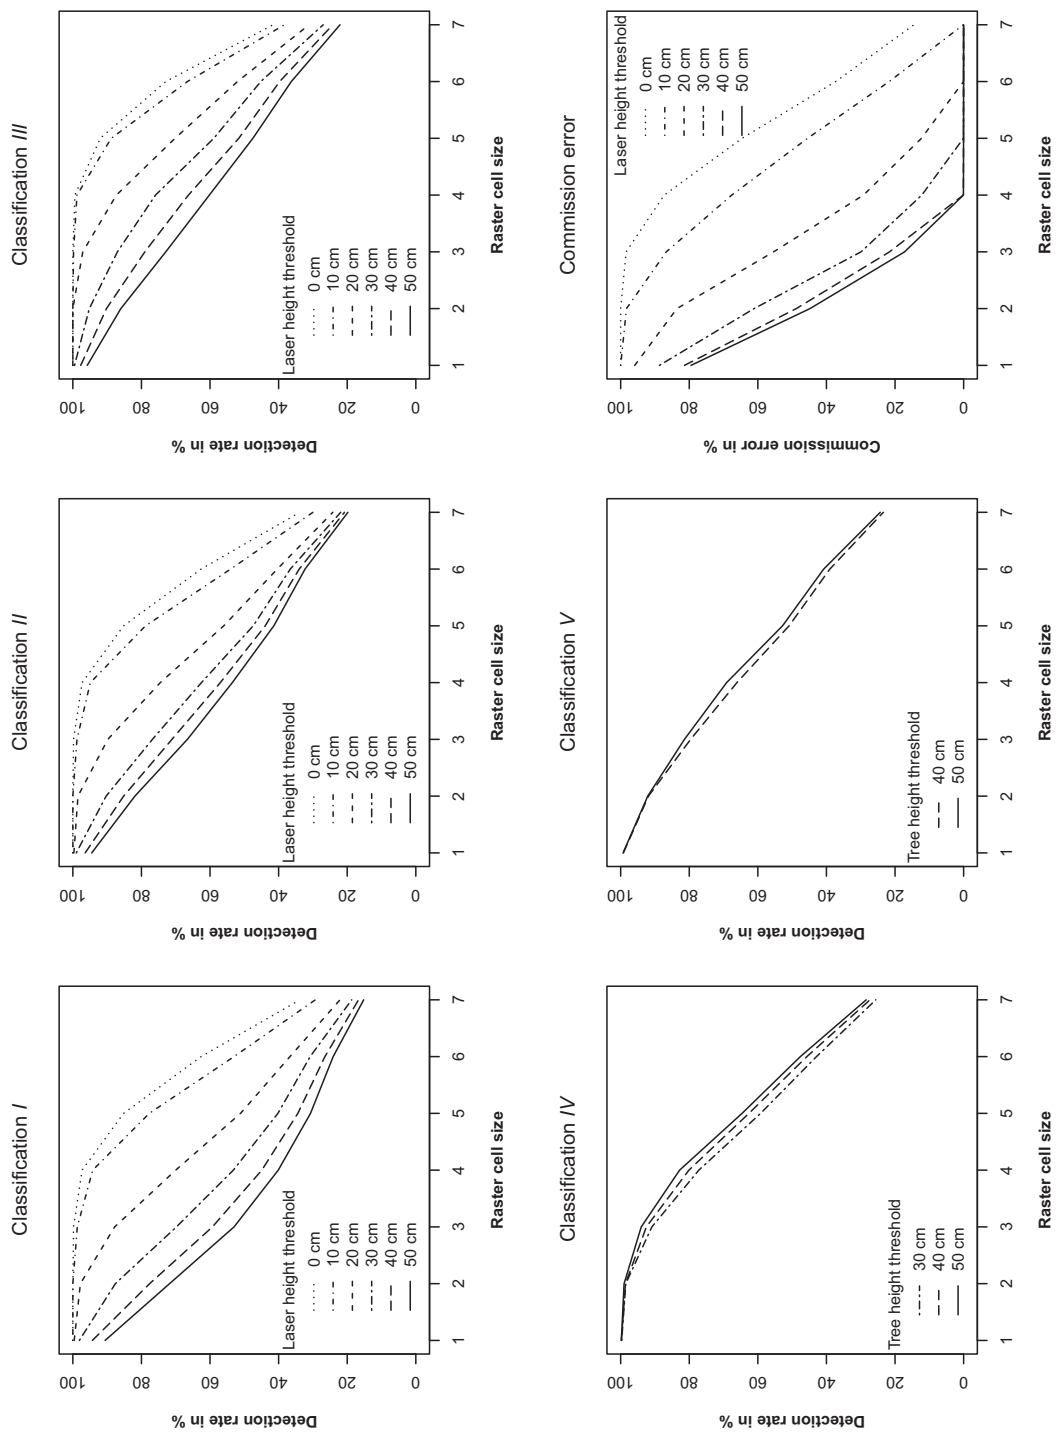 Classification I
Detection rate in %
100
80
60
40
20
0
Laser height threshold
0 cm
10 cm
20 cm
30 cm
40 cm
50 cm
1 2 3 4 5 6 7
Raster cell size
Classification II
Detection rate in %
100
80
60
40
20
0
Laser height threshold
0 cm
10 cm
20 cm
30 cm
40 cm
50 cm
1 2 3 4 5 6 7
Raster cell size
Classification III
Detection rate in %
100
80
60
40
20
0
Laser height threshold
0 cm
10 cm
20 cm
30 cm
40 cm
50 cm
1 2 3 4 5 6 7
Raster cell size
Classification IV
Detection rate in %
100
80
60
40
20
0
Tree height threshold
30 cm
40 cm
50 cm
1 2 3 4 5 6 7
Raster cell size
Classification V
Detection rate in %
100
80
60
40
20
0
Tree height threshold
40 cm
50 cm
1 2 3 4 5 6 7
Raster cell size
Commission error
Commission error in %
100
80
60
40
20
0
Laser height threshold
0 cm
10 cm
20 cm
30 cm
40 cm
50 cm
1 2 3 4 5 6 7
Raster cell size